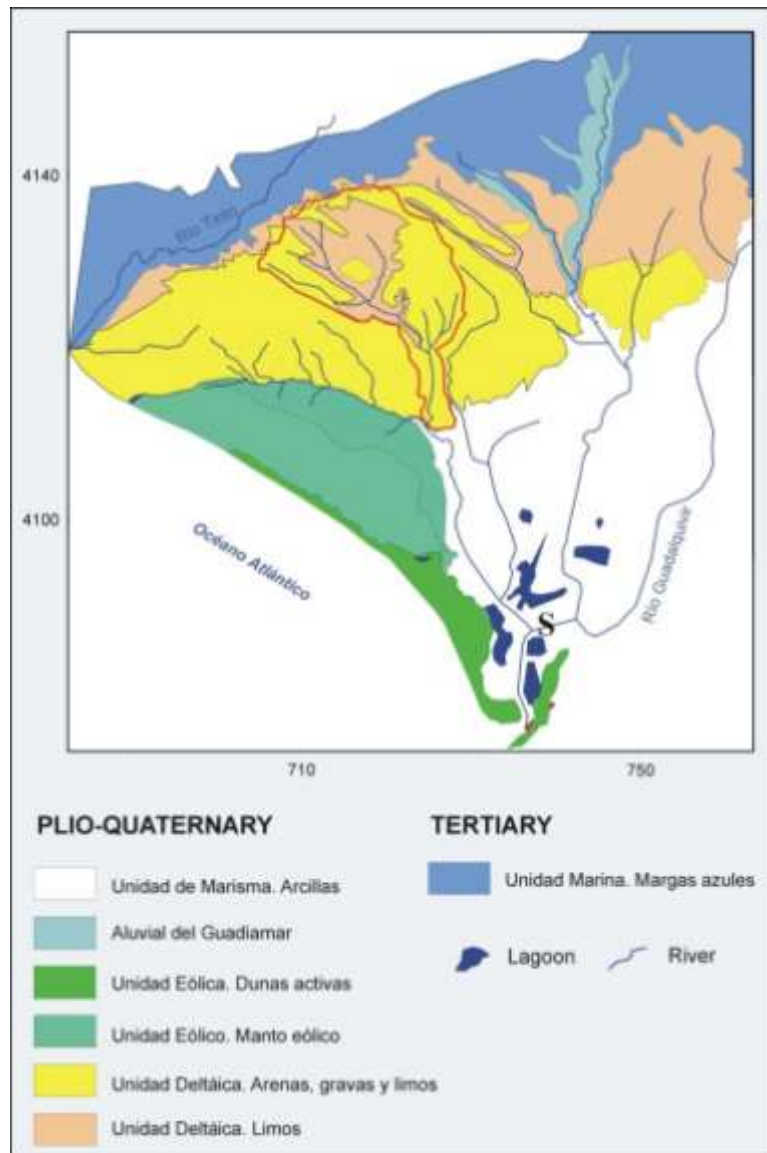 4140
Río Tinto
4100
Océano Atlántico
Río Guadalquivir
S
710
750
PLIO-QUATERNARY
Unidad de Marisma. Arcillas
Aluvial del Guadiamar
Unidad Eólica. Dunas activas
Unidad Eólico. Manto eólico
Unidad Deltáica. Arenas, gravas y limos
Unidad Deltáica. Limos
TERTIARY
Unidad Marina. Margas azules
Lagoon
River